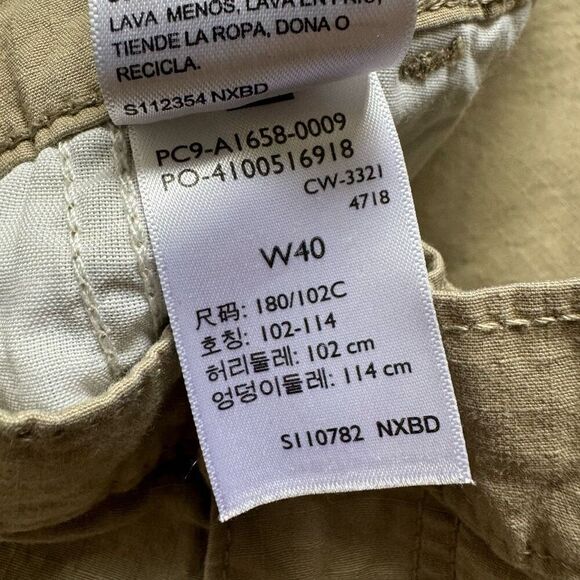 LAVA MENOS, LAVA EN FRIO,
TIENDE LA ROPA, DONA O
RECICLA.
S112354 NXBD
PC9-A1658-0009
PO-4100516918
CW-3321
4718
W40
尺码: 180/102C
호칭: 102-114
허리둘레: 102 cm
엉덩이둘레: 114 cm
S110782 NXBD